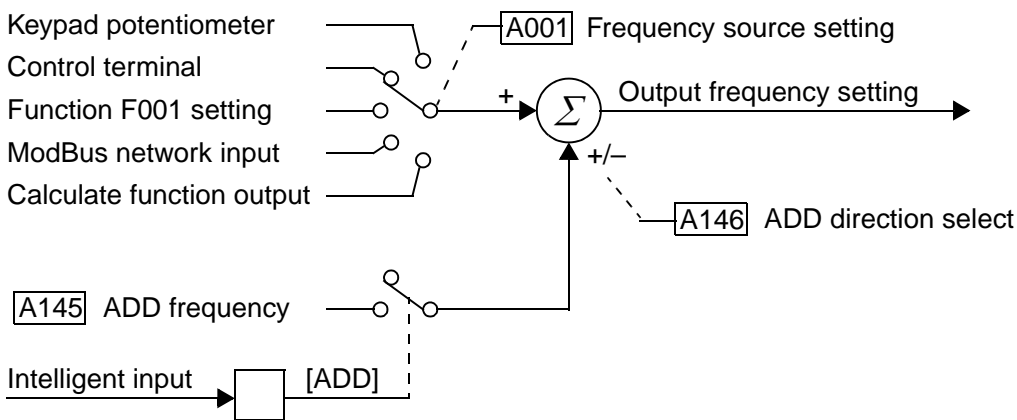 Keypad potentiometer
A001 Frequency source setting
Control terminal
Function F001 setting
+
Σ
Output frequency setting
ModBus network input
+/−
Calculate function output
A146 ADD direction select
A145 ADD frequency
Intelligent input
[ADD]